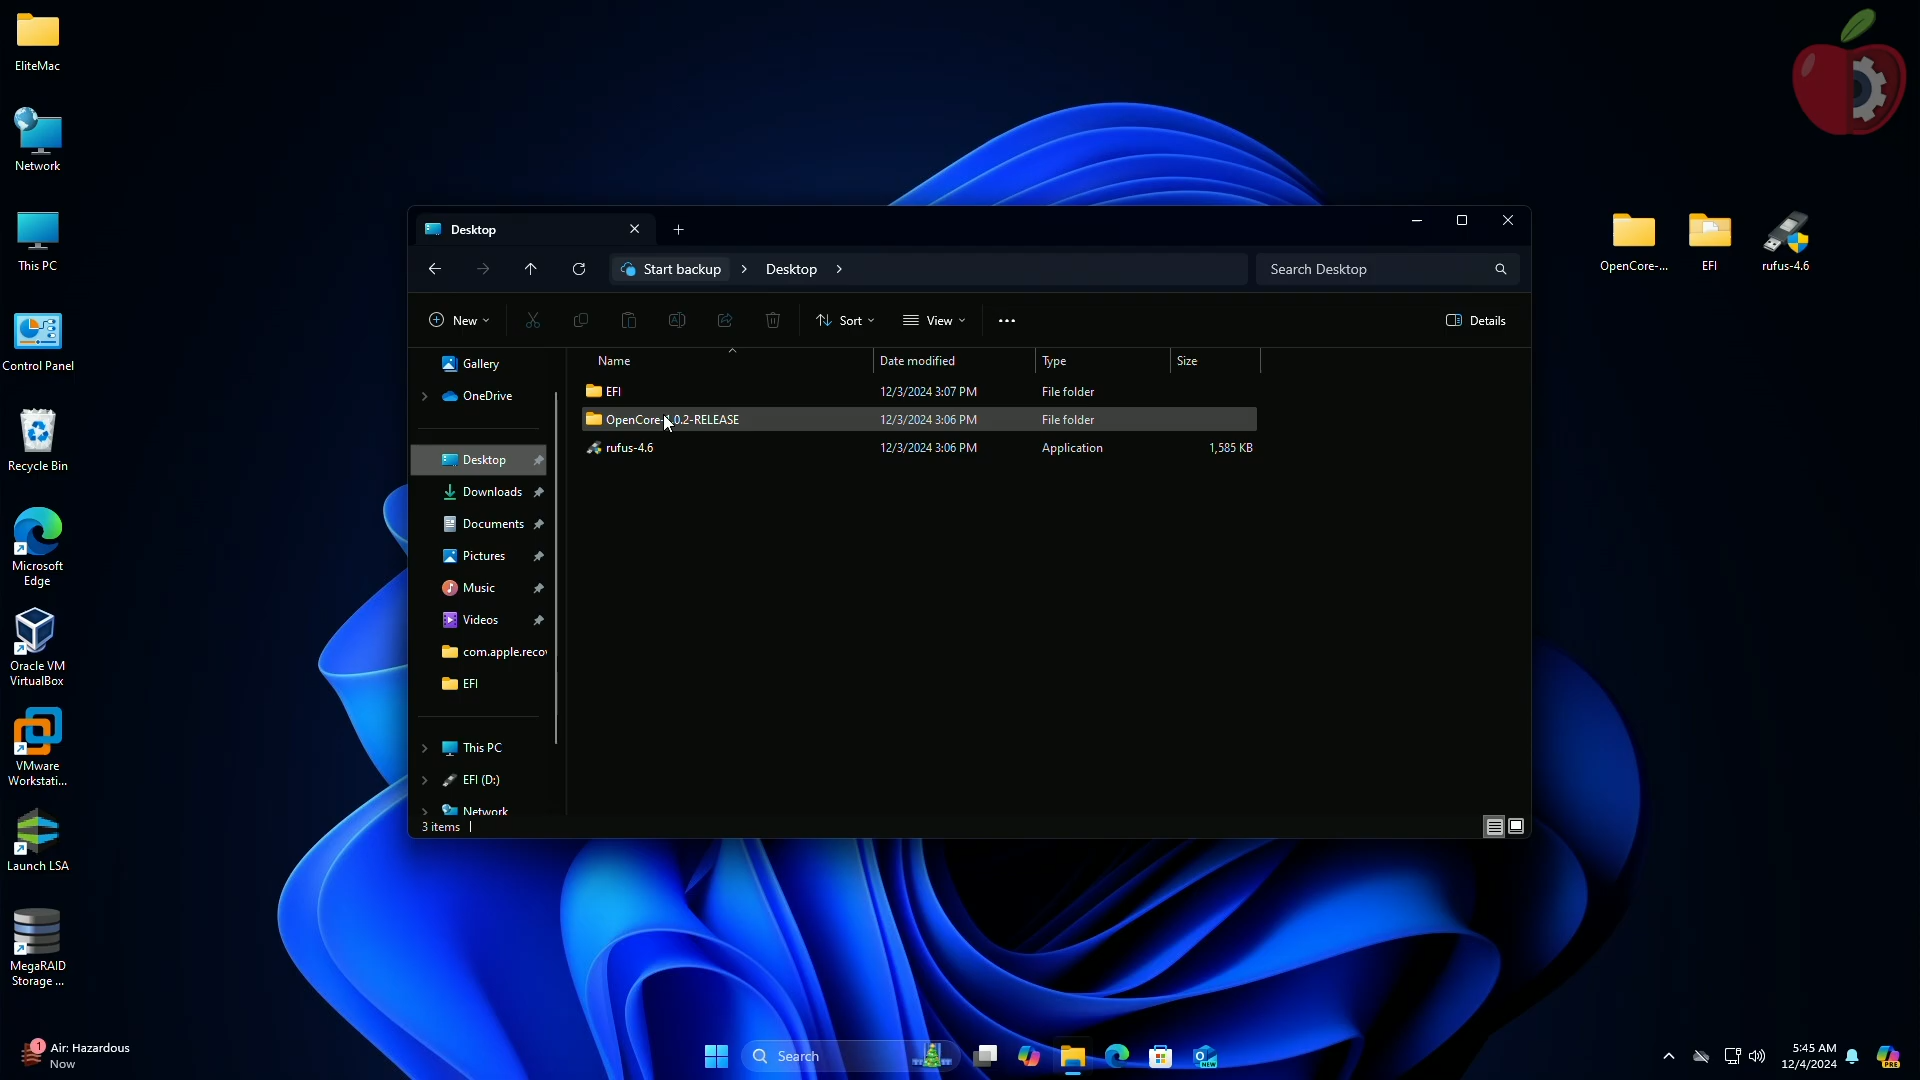 EliteMac
Network
This PC
Control Panel
Recycle Bin
Microsoft
Edge
Oracle VM
VirtualBox
VMware
Workstati...
Launch LSA
MegaRAID
Storage ...
OpenCore-...
EFI
rufus-4.6
Desktop
Start backup
Desktop
Search Desktop
New
Sort
View
Details
Gallery
OneDrive
Desktop
Downloads
Documents
Pictures
Music
Videos
com.apple.reco
EFI
This PC
EFI (D:)
Network
Name Date modified Type Size
EFI 12/3/2024 3:07 PM File folder
OpenCore- .0.2-RELEASE 12/3/2024 3:06 PM File folder
rufus-4.6 12/3/2024 3:06 PM Application 1,585 KB
3 items
1
Air: Hazardous
Now
Search
NEW
5:45 AM
12/4/2024
PRE